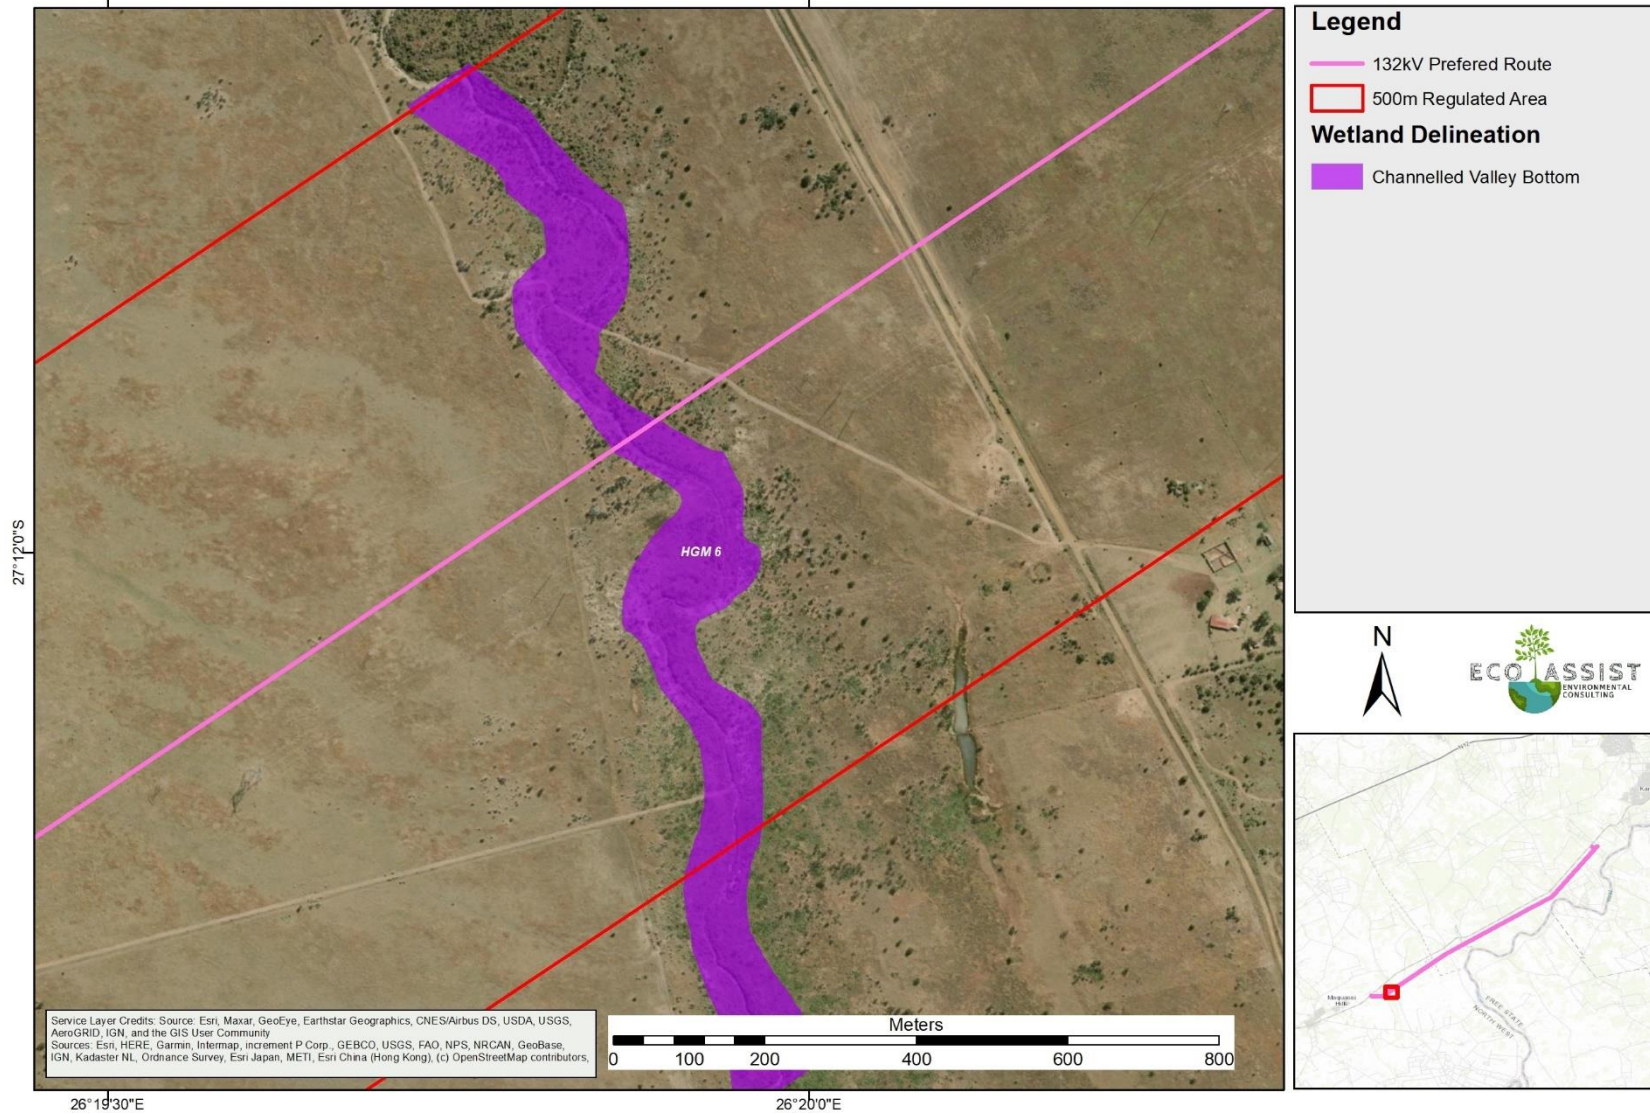 Legend
132kV Prefered Route
500m Regulated Area
Wetland Delineation
Channelled Valley Bottom
HGM 6
27°12'0"S
N
ECO ASSIST
ENVIRONMENTAL
CONSULTING
N12
FREE STATE
NORTH WEST
Service Layer Credits: Source: Esri, Maxar, GeoEye, Earthstar Geographics, CNES/Airbus DS, USDA, USGS,
AeroGRID, IGN, and the GIS User Community
Sources: Esri, HERE, Garmin, Intermap, increment P Corp., GEBCO, USGS, FAO, NPS, NRCAN, GeoBase,
IGN, Kadaster NL, Ordnance Survey, Esri Japan, METI, Esri China (Hong Kong), (c) OpenStreetMap contributors,
Meters
0 100 200 400 600 800
26°19'30"E
26°20'0"E